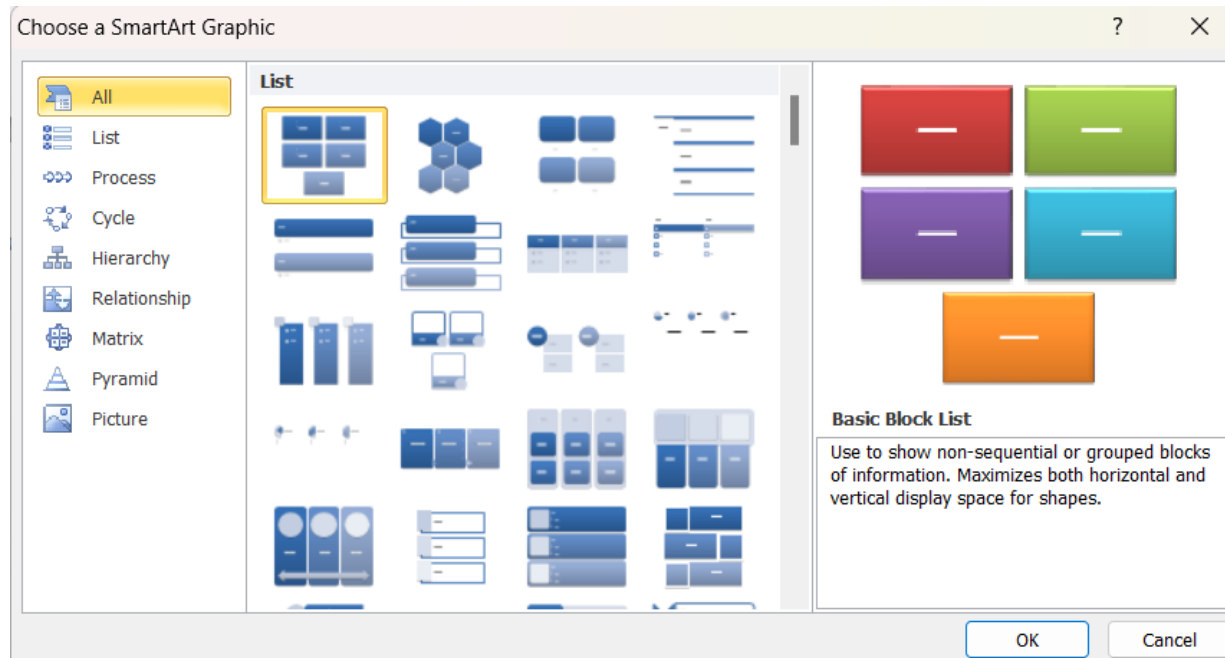 Choose a SmartArt Graphic
?
All
List
Process
Cycle
Hierarchy
Relationship
Matrix
Pyramid
Picture
List
Basic Block List
Use to show non-sequential or grouped blocks
of information. Maximizes both horizontal and
vertical display space for shapes.
OK
Cancel